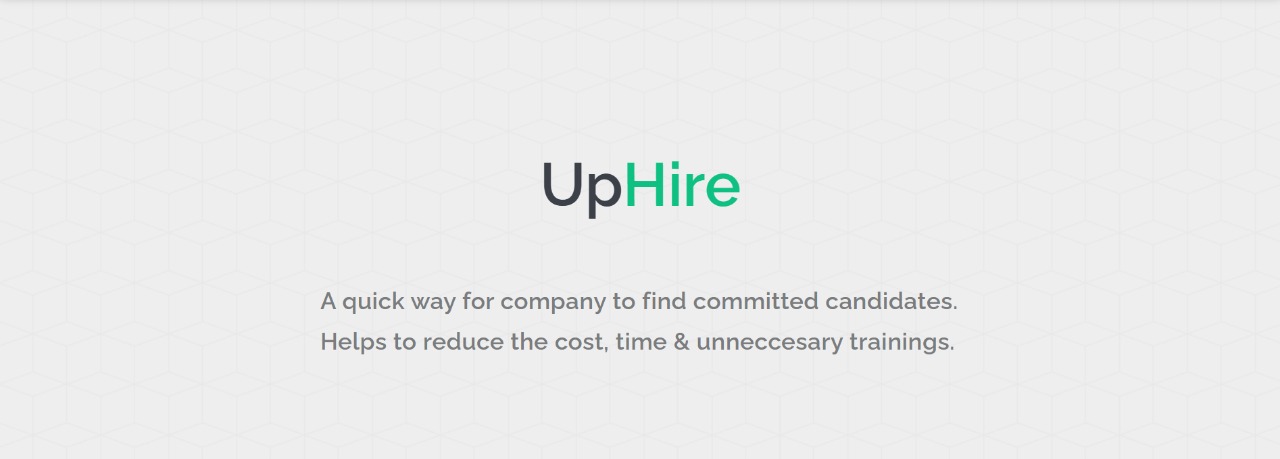 UpHire
A quick way for company to find committed candidates.
Helps to reduce the cost, time & unneccesary trainings.